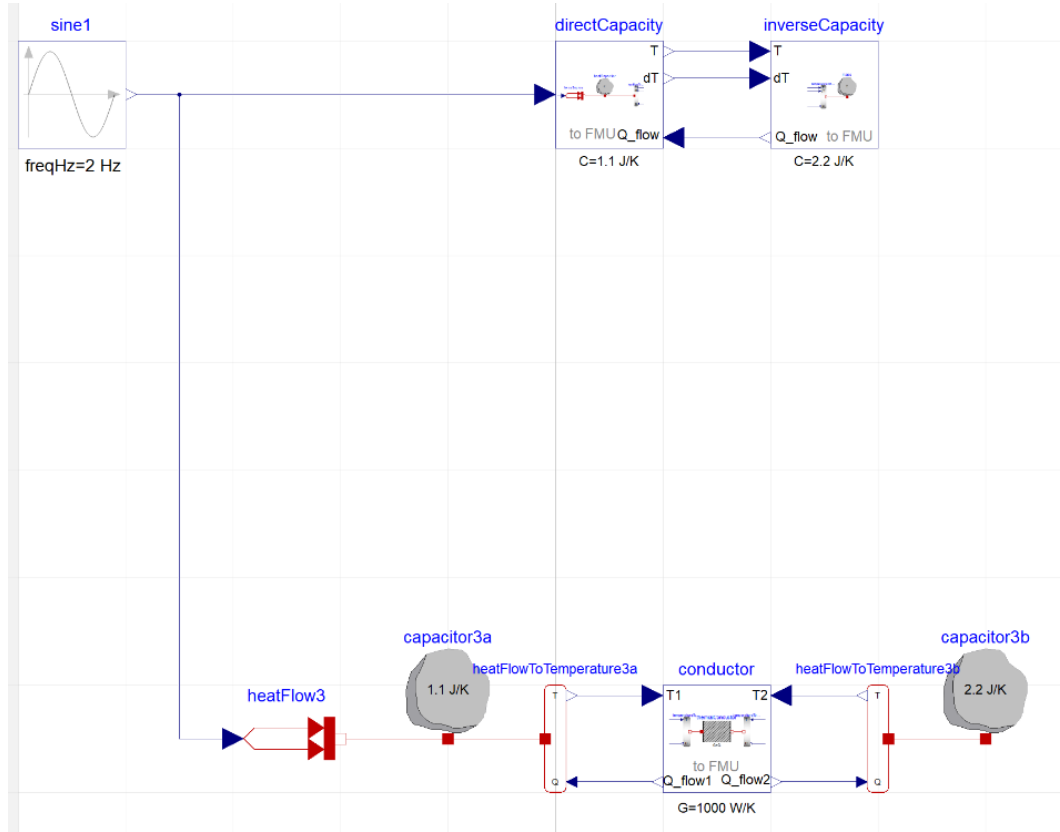 sine1
directCapacity
inverseCapacity
T
T
dT
dT
to FMU
Q_flow
Q_flow
to FMU
freqHz=2 Hz
C=1.1 J/K
C=2.2 J/K
capacitor3a
capacitor3b
heatFlowToTemperature3a
conductor
heatFlowToTemperature3b
heatFlow3
1.1 J/K
T
T1
T2
T
2.2 J/K
to FMU
Q
Q_flow1
Q_flow2
Q
G=1000 W/K